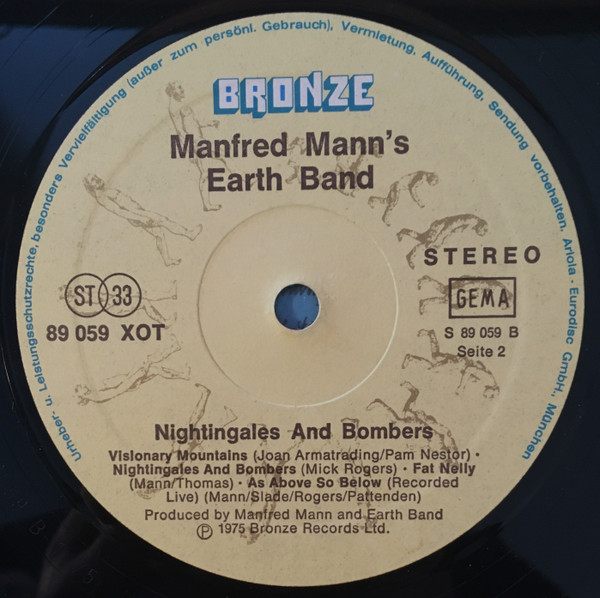 Urheber- u. Leistungsschutzrechte, besonders Vervielfältigung (außer zum persönl. Gebrauch), Vermietung, Aufführung, Sendung vorbehalten. Ariola - Eurodisc GmbH., München
BRONZE
Manfred Mann's
Earth Band
STEREO
ST 33
GEMA
89 059 XOT
S 89 059 B
Seite 2
Nightingales And Bombers
Visionary Mountains (Joan Armatrading/Pam Nestor) ·
Nightingales And Bombers (Mick Rogers) · Fat Nelly
(Mann/Thomas) · As Above So Below (Recorded
Live) (Mann/Slade/Rogers/Pattenden)
Produced by Manfred Mann and Earth Band
Ⓟ 1975 Bronze Records Ltd.